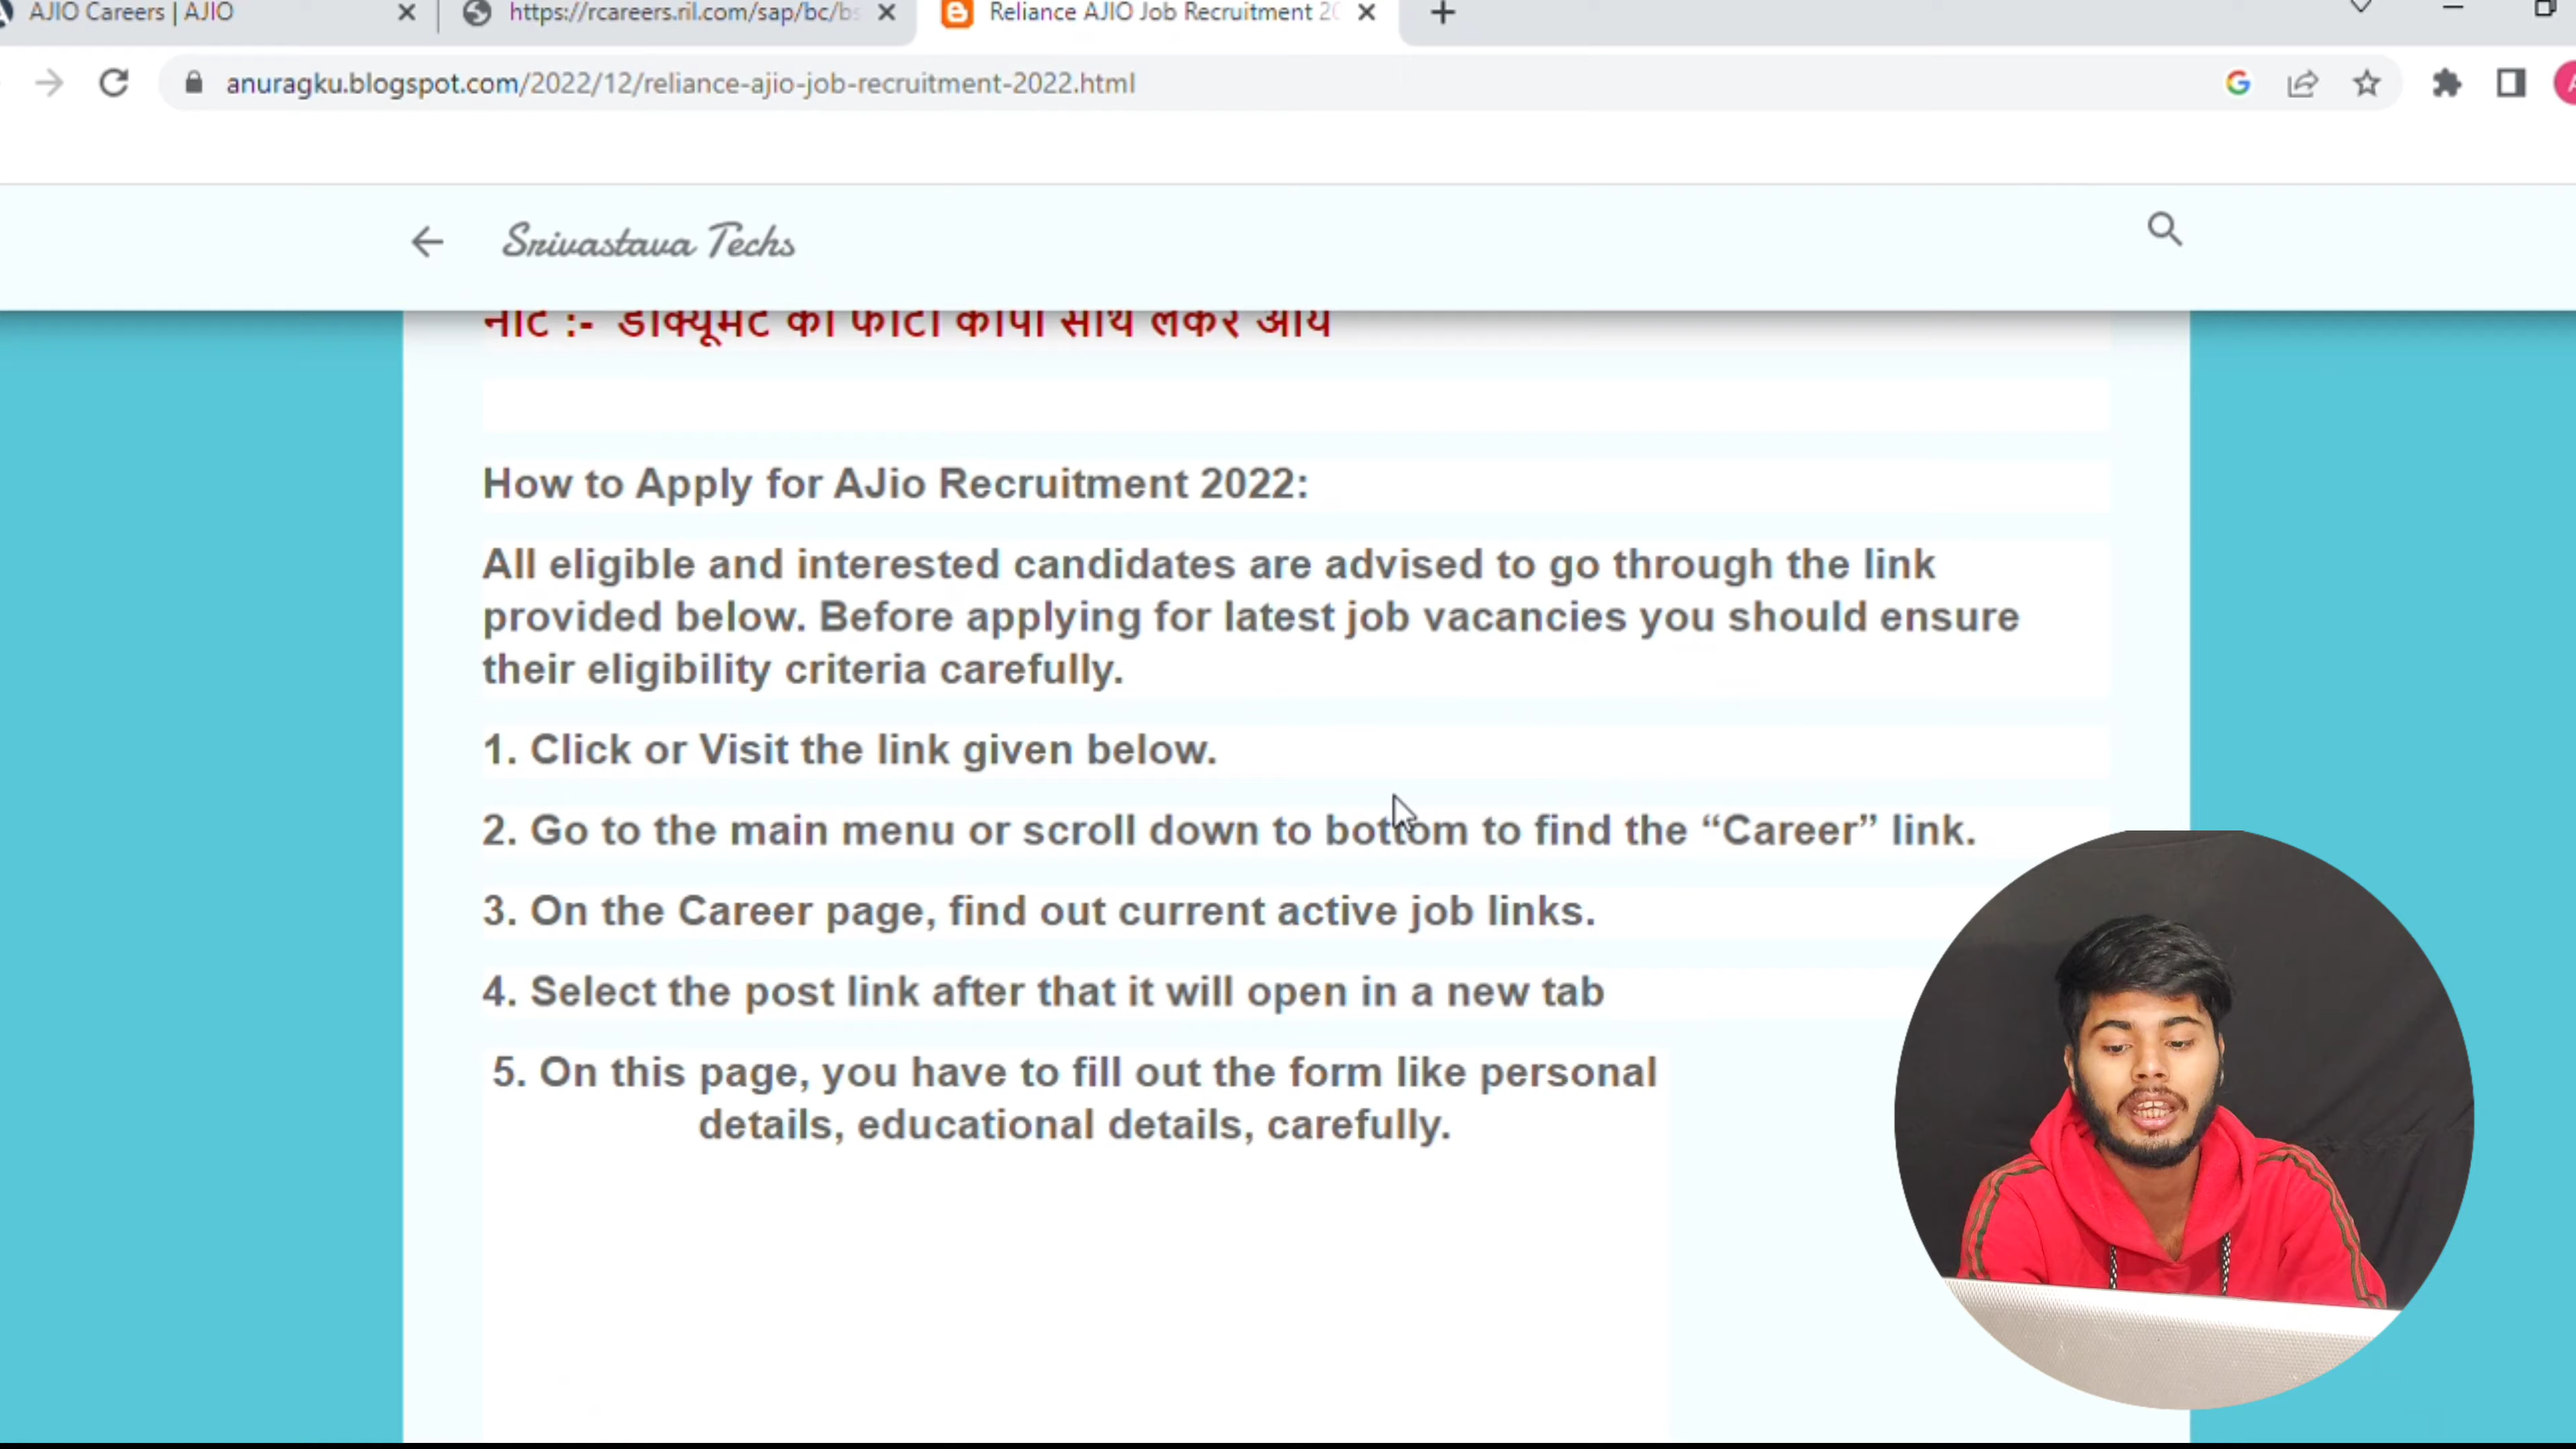 AJIO Careers | AJIO
https://rcareers.ril.com/sap/bc/bs
Reliance AJIO Job Recruitment 20
anuragku.blogspot.com/2022/12/reliance-ajio-job-recruitment-2022.html
Srivastava Techs
नोट :- डॉक्यूमेंट की फोटो कॉपी साथ लेकर आयें
How to Apply for AJio Recruitment 2022:
All eligible and interested candidates are advised to go through the link
provided below. Before applying for latest job vacancies you should ensure
their eligibility criteria carefully.
1. Click or Visit the link given below.
2. Go to the main menu or scroll down to bottom to find the “Career” link.
3. On the Career page, find out current active job links.
4. Select the post link after that it will open in a new tab
5. On this page, you have to fill out the form like personal
details, educational details, carefully.